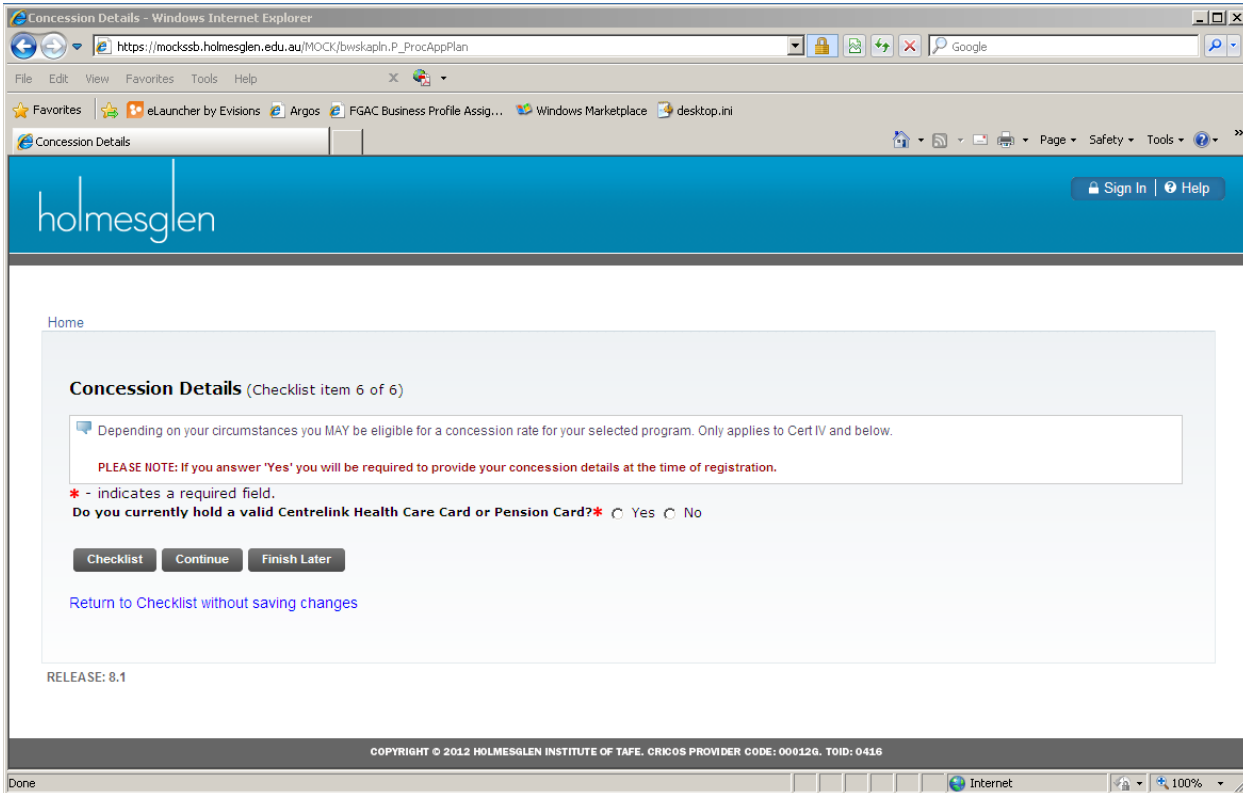 Concession Details - Windows Internet Explorer
https://mockssb.holmesglen.edu.au/MOCK/bwskapln.P_ProcAppPlan
Google
File Edit View Favorites Tools Help
Favorites eLauncher by Evisions Argos FGAC Business Profile Assig... Windows Marketplace desktop.ini
Concession Details Page Safety Tools »
Sign In | Help
holmesglen
Home
Concession Details (Checklist item 6 of 6)
Depending on your circumstances you MAY be eligible for a concession rate for your selected program. Only applies to Cert IV and below.
PLEASE NOTE: If you answer 'Yes' you will be required to provide your concession details at the time of registration.
* - indicates a required field.
Do you currently hold a valid Centrelink Health Care Card or Pension Card?* Yes No
Checklist Continue Finish Later
Return to Checklist without saving changes
RELEASE: 8.1
COPYRIGHT © 2012 HOLMESGLEN INSTITUTE OF TAFE. CRICOS PROVIDER CODE: 00012G. TOID: 0416
Done Internet 100%